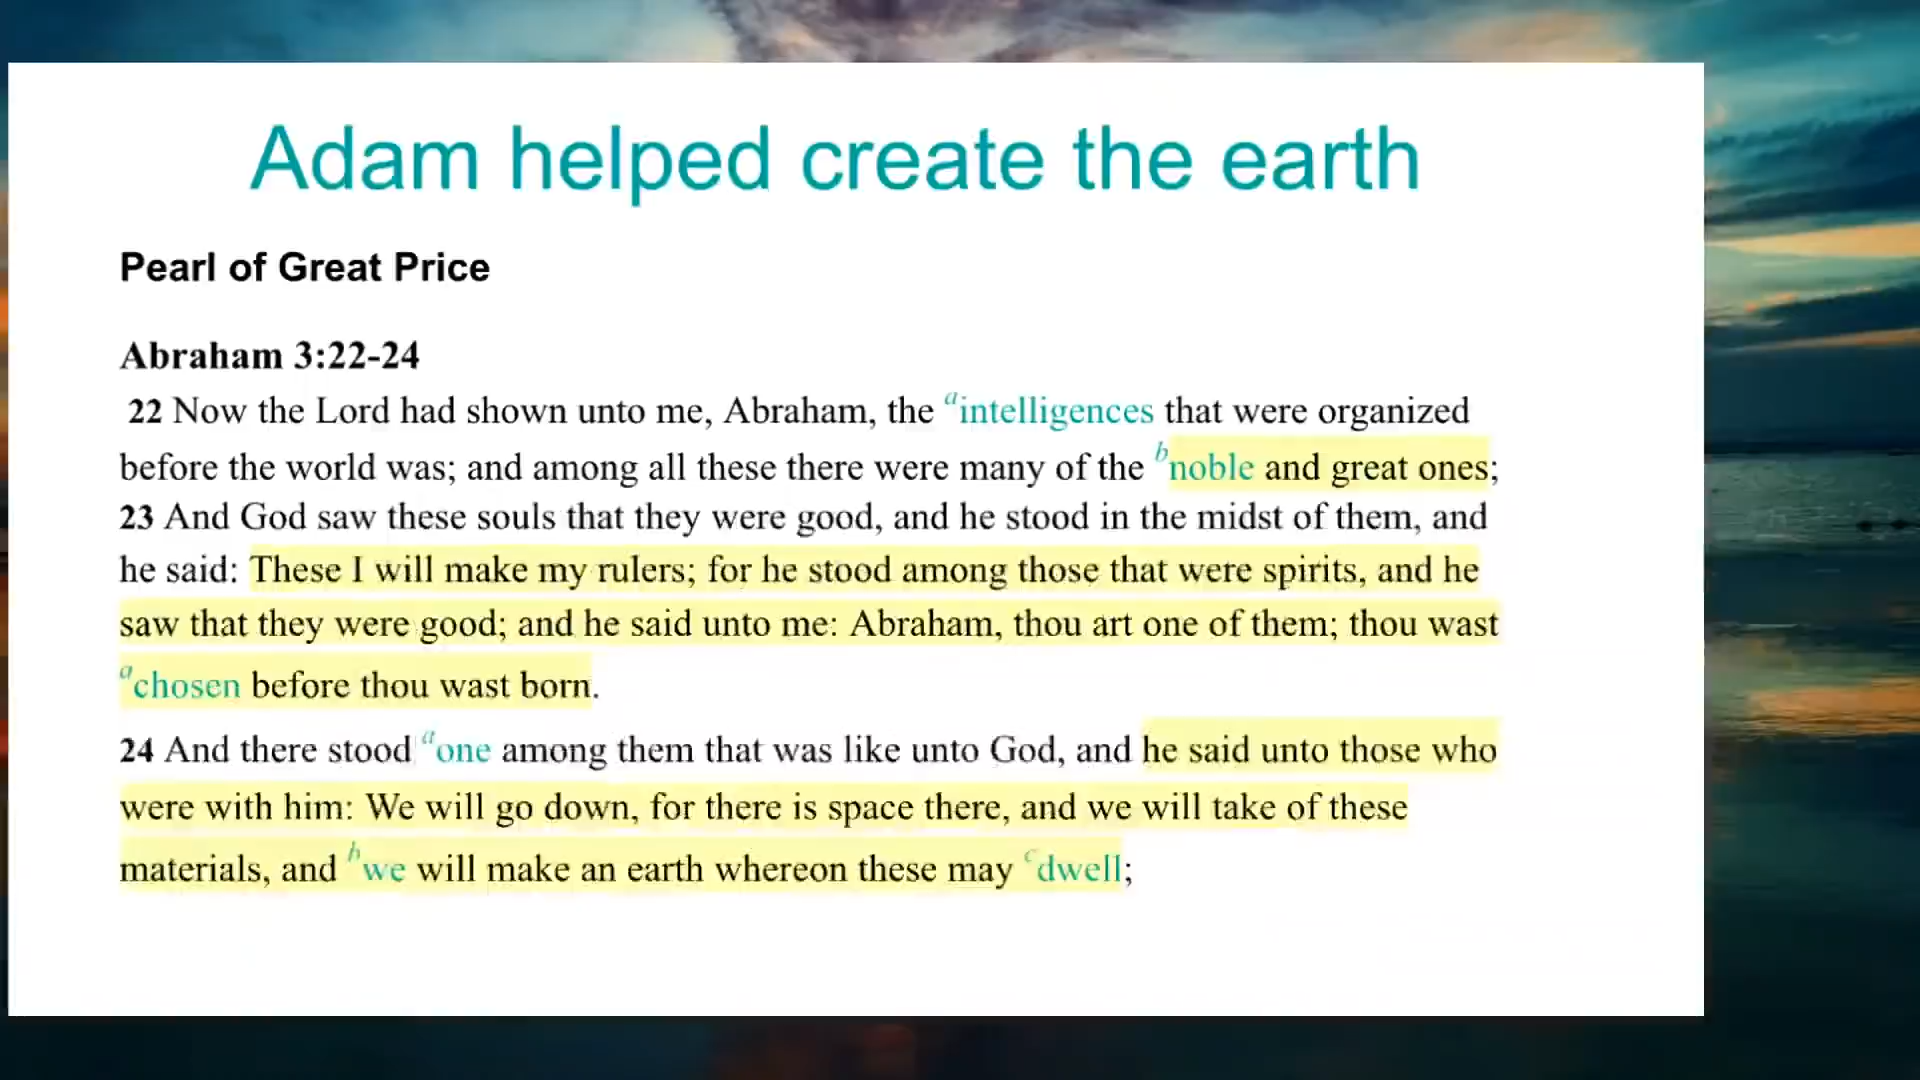 Adam helped create the earth
Pearl of Great Price
Abraham 3:22-24
22 Now the Lord had shown unto me, Abraham, the aintelligences that were organized
before the world was; and among all these there were many of the bnoble and great ones;
23 And God saw these souls that they were good, and he stood in the midst of them, and
he said: These I will make my rulers; for he stood among those that were spirits, and he
saw that they were good; and he said unto me: Abraham, thou art one of them; thou wast
achosen before thou wast born.
24 And there stood aone among them that was like unto God, and he said unto those who
were with him: We will go down, for there is space there, and we will take of these
materials, and bwe will make an earth whereon these may cdwell;